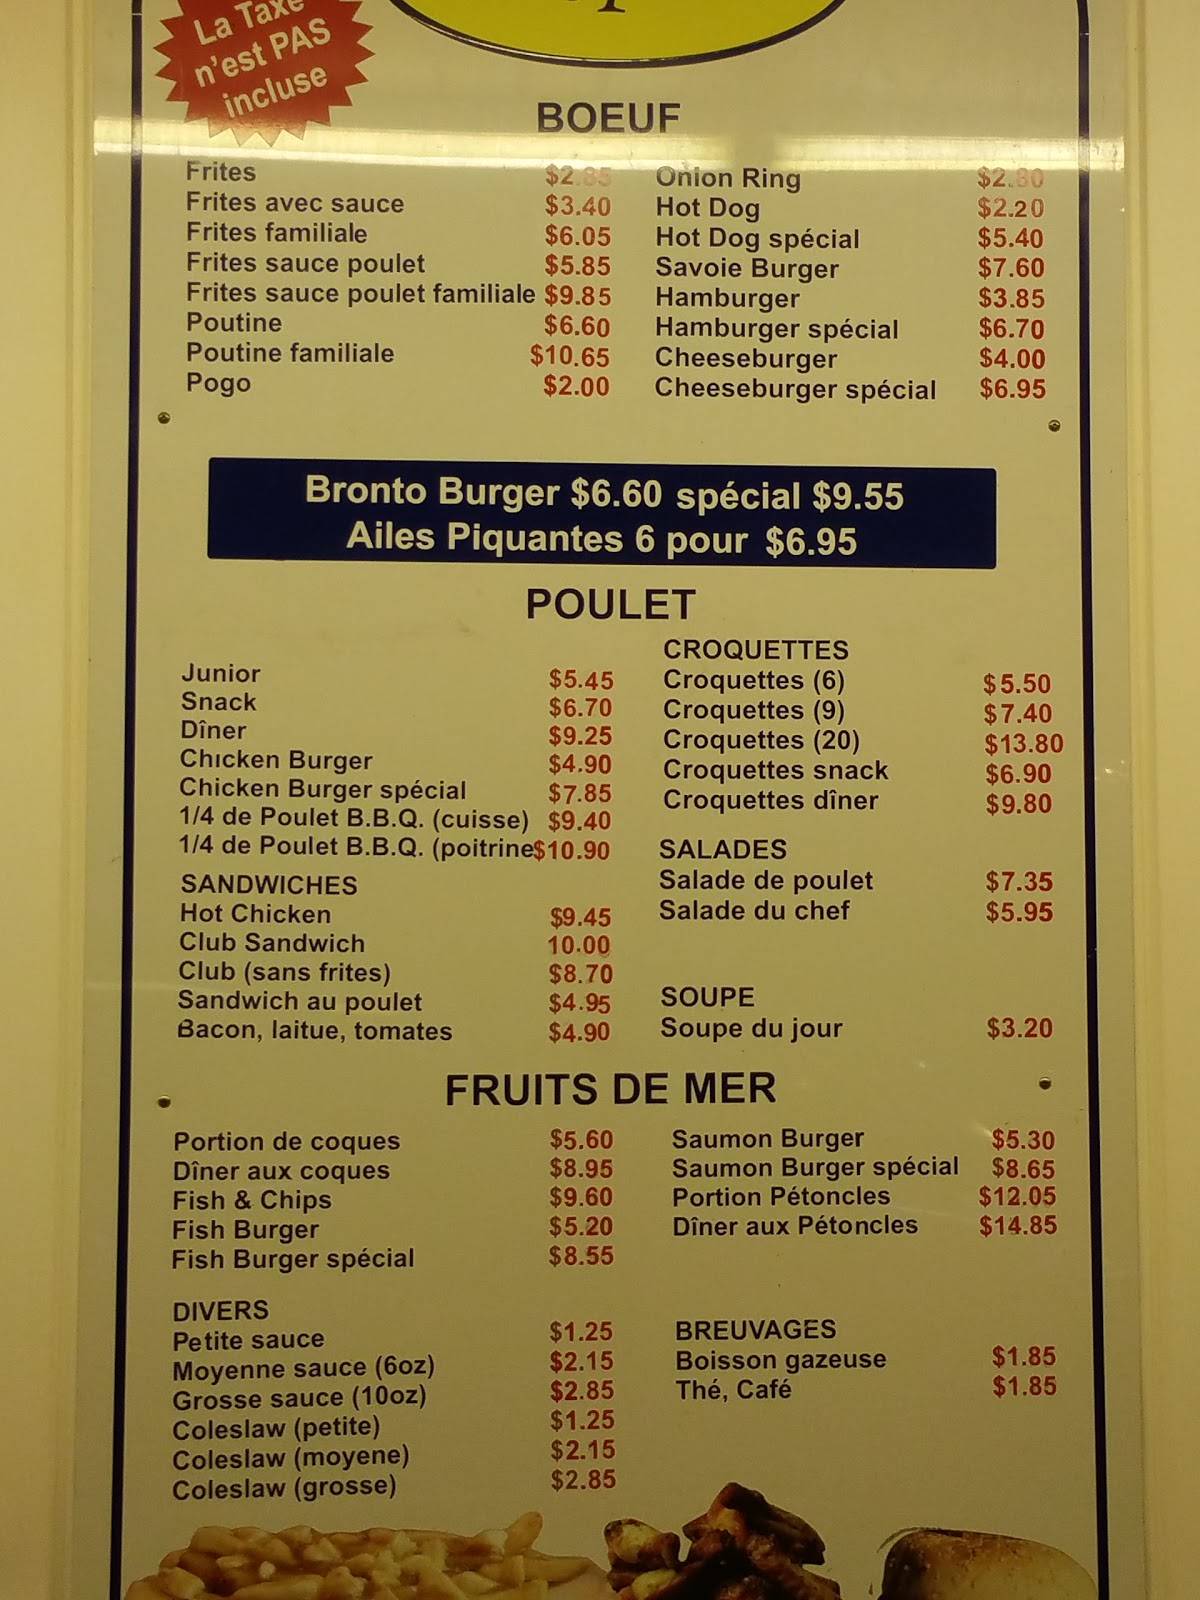 La Taxe
n'est PAS
incluse
BOEUF
Frites $2.85
Frites avec sauce $3.40
Frites familiale $6.05
Frites sauce poulet $5.85
Frites sauce poulet familiale $9.85
Poutine $6.60
Poutine familiale $10.65
Pogo $2.00
Onion Ring $2.80
Hot Dog $2.20
Hot Dog spécial $5.40
Savoie Burger $7.60
Hamburger $3.85
Hamburger spécial $6.70
Cheeseburger $4.00
Cheeseburger spécial $6.95
Bronto Burger $6.60 spécial $9.55
Ailes Piquantes 6 pour $6.95
POULET
Junior $5.45
Snack $6.70
Dîner $9.25
Chicken Burger $4.90
Chicken Burger spécial $7.85
1/4 de Poulet B.B.Q. (cuisse) $9.40
1/4 de Poulet B.B.Q. (poitrine$10.90
SANDWICHES
Hot Chicken $9.45
Club Sandwich 10.00
Club (sans frites) $8.70
Sandwich au poulet $4.95
Bacon, laitue, tomates $4.90
CROQUETTES
Croquettes (6) $5.50
Croquettes (9) $7.40
Croquettes (20) $13.80
Croquettes snack $6.90
Croquettes dîner $9.80
SALADES
Salade de poulet $7.35
Salade du chef $5.95
SOUPE
Soupe du jour $3.20
FRUITS DE MER
Portion de coques $5.60
Dîner aux coques $8.95
Fish & Chips $9.60
Fish Burger $5.20
Fish Burger spécial $8.55
Saumon Burger $5.30
Saumon Burger spécial $8.65
Portion Pétoncles $12.05
Dîner aux Pétoncles $14.85
DIVERS
Petite sauce $1.25
Moyenne sauce (6oz) $2.15
Grosse sauce (10oz) $2.85
Coleslaw (petite) $1.25
Coleslaw (moyene) $2.15
Coleslaw (grosse) $2.85
BREUVAGES
Boisson gazeuse $1.85
Thé, Café $1.85